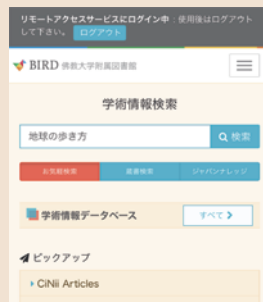 リモートアクセスサービスにログイン中：使用後はログアウト
して下さい。 ログアウト
BIRD 佛教大学附属図書館
学術情報検索
地球の歩き方 検索
お気軽検索 蔵書検索 ジャパンナレッジ
学術情報データベース すべて
ピックアップ
CiNii Articles